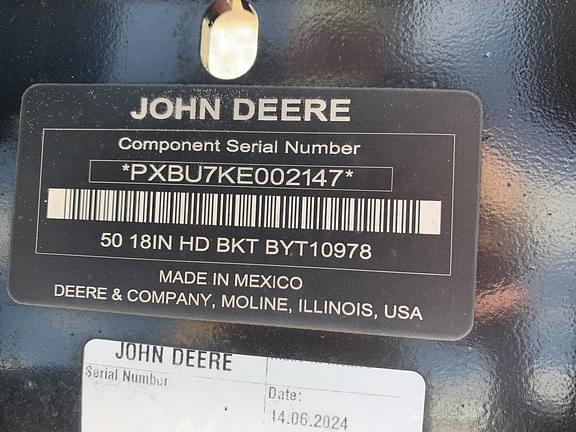 JOHN DEERE
Component Serial Number
*PXBU7KE002147*
50 18IN HD BKT BYT10978
MADE IN MEXICO
DEERE & COMPANY, MOLINE, ILLINOIS, USA
JOHN DEERE
Serial Number
Date:
14.06.2024